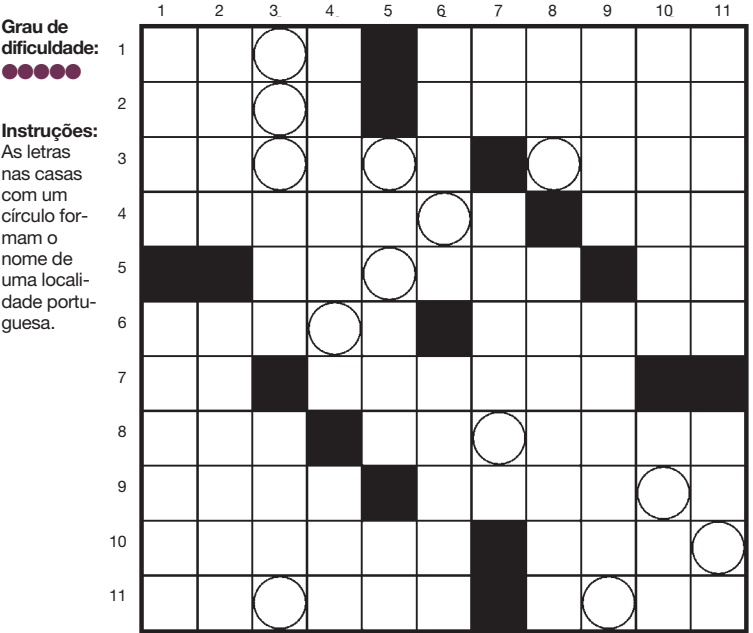 Grau de
dificuldade:
Instruções:
As letras
nas casas
com um
círculo for-
mam o
nome de
uma locali-
dade portu-
guesa.
1 2 3 4 5 6 7 8 9 10 11
1
2
3
4
5
6
7
8
9
10
11